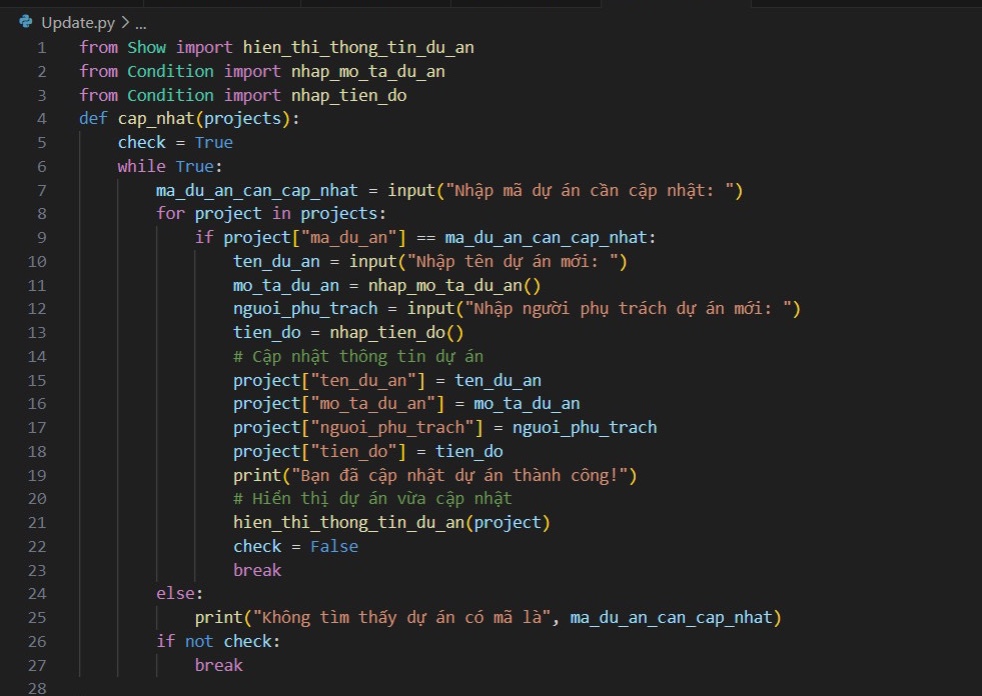 Update.py > ...
1 from Show import hien_thi_thong_tin_du_an
2 from Condition import nhap_mo_ta_du_an
3 from Condition import nhap_tien_do
4 def cap_nhat(projects):
5     check = True
6     while True:
7         ma_du_an_can_cap_nhat = input("Nhập mã dự án cần cập nhật: ")
8         for project in projects:
9             if project["ma_du_an"] == ma_du_an_can_cap_nhat:
10                 ten_du_an = input("Nhập tên dự án mới: ")
11                 mo_ta_du_an = nhap_mo_ta_du_an()
12                 nguoi_phu_trach = input("Nhập người phụ trách dự án mới: ")
13                 tien_do = nhap_tien_do()
14                 # Cập nhật thông tin dự án
15                 project["ten_du_an"] = ten_du_an
16                 project["mo_ta_du_an"] = mo_ta_du_an
17                 project["nguoi_phu_trach"] = nguoi_phu_trach
18                 project["tien_do"] = tien_do
19                 print("Bạn đã cập nhật dự án thành công!")
20                 # Hiển thị dự án vừa cập nhật
21                 hien_thi_thong_tin_du_an(project)
22                 check = False
23                 break
24         else:
25             print("Không tìm thấy dự án có mã là", ma_du_an_can_cap_nhat)
26         if not check:
27             break
28